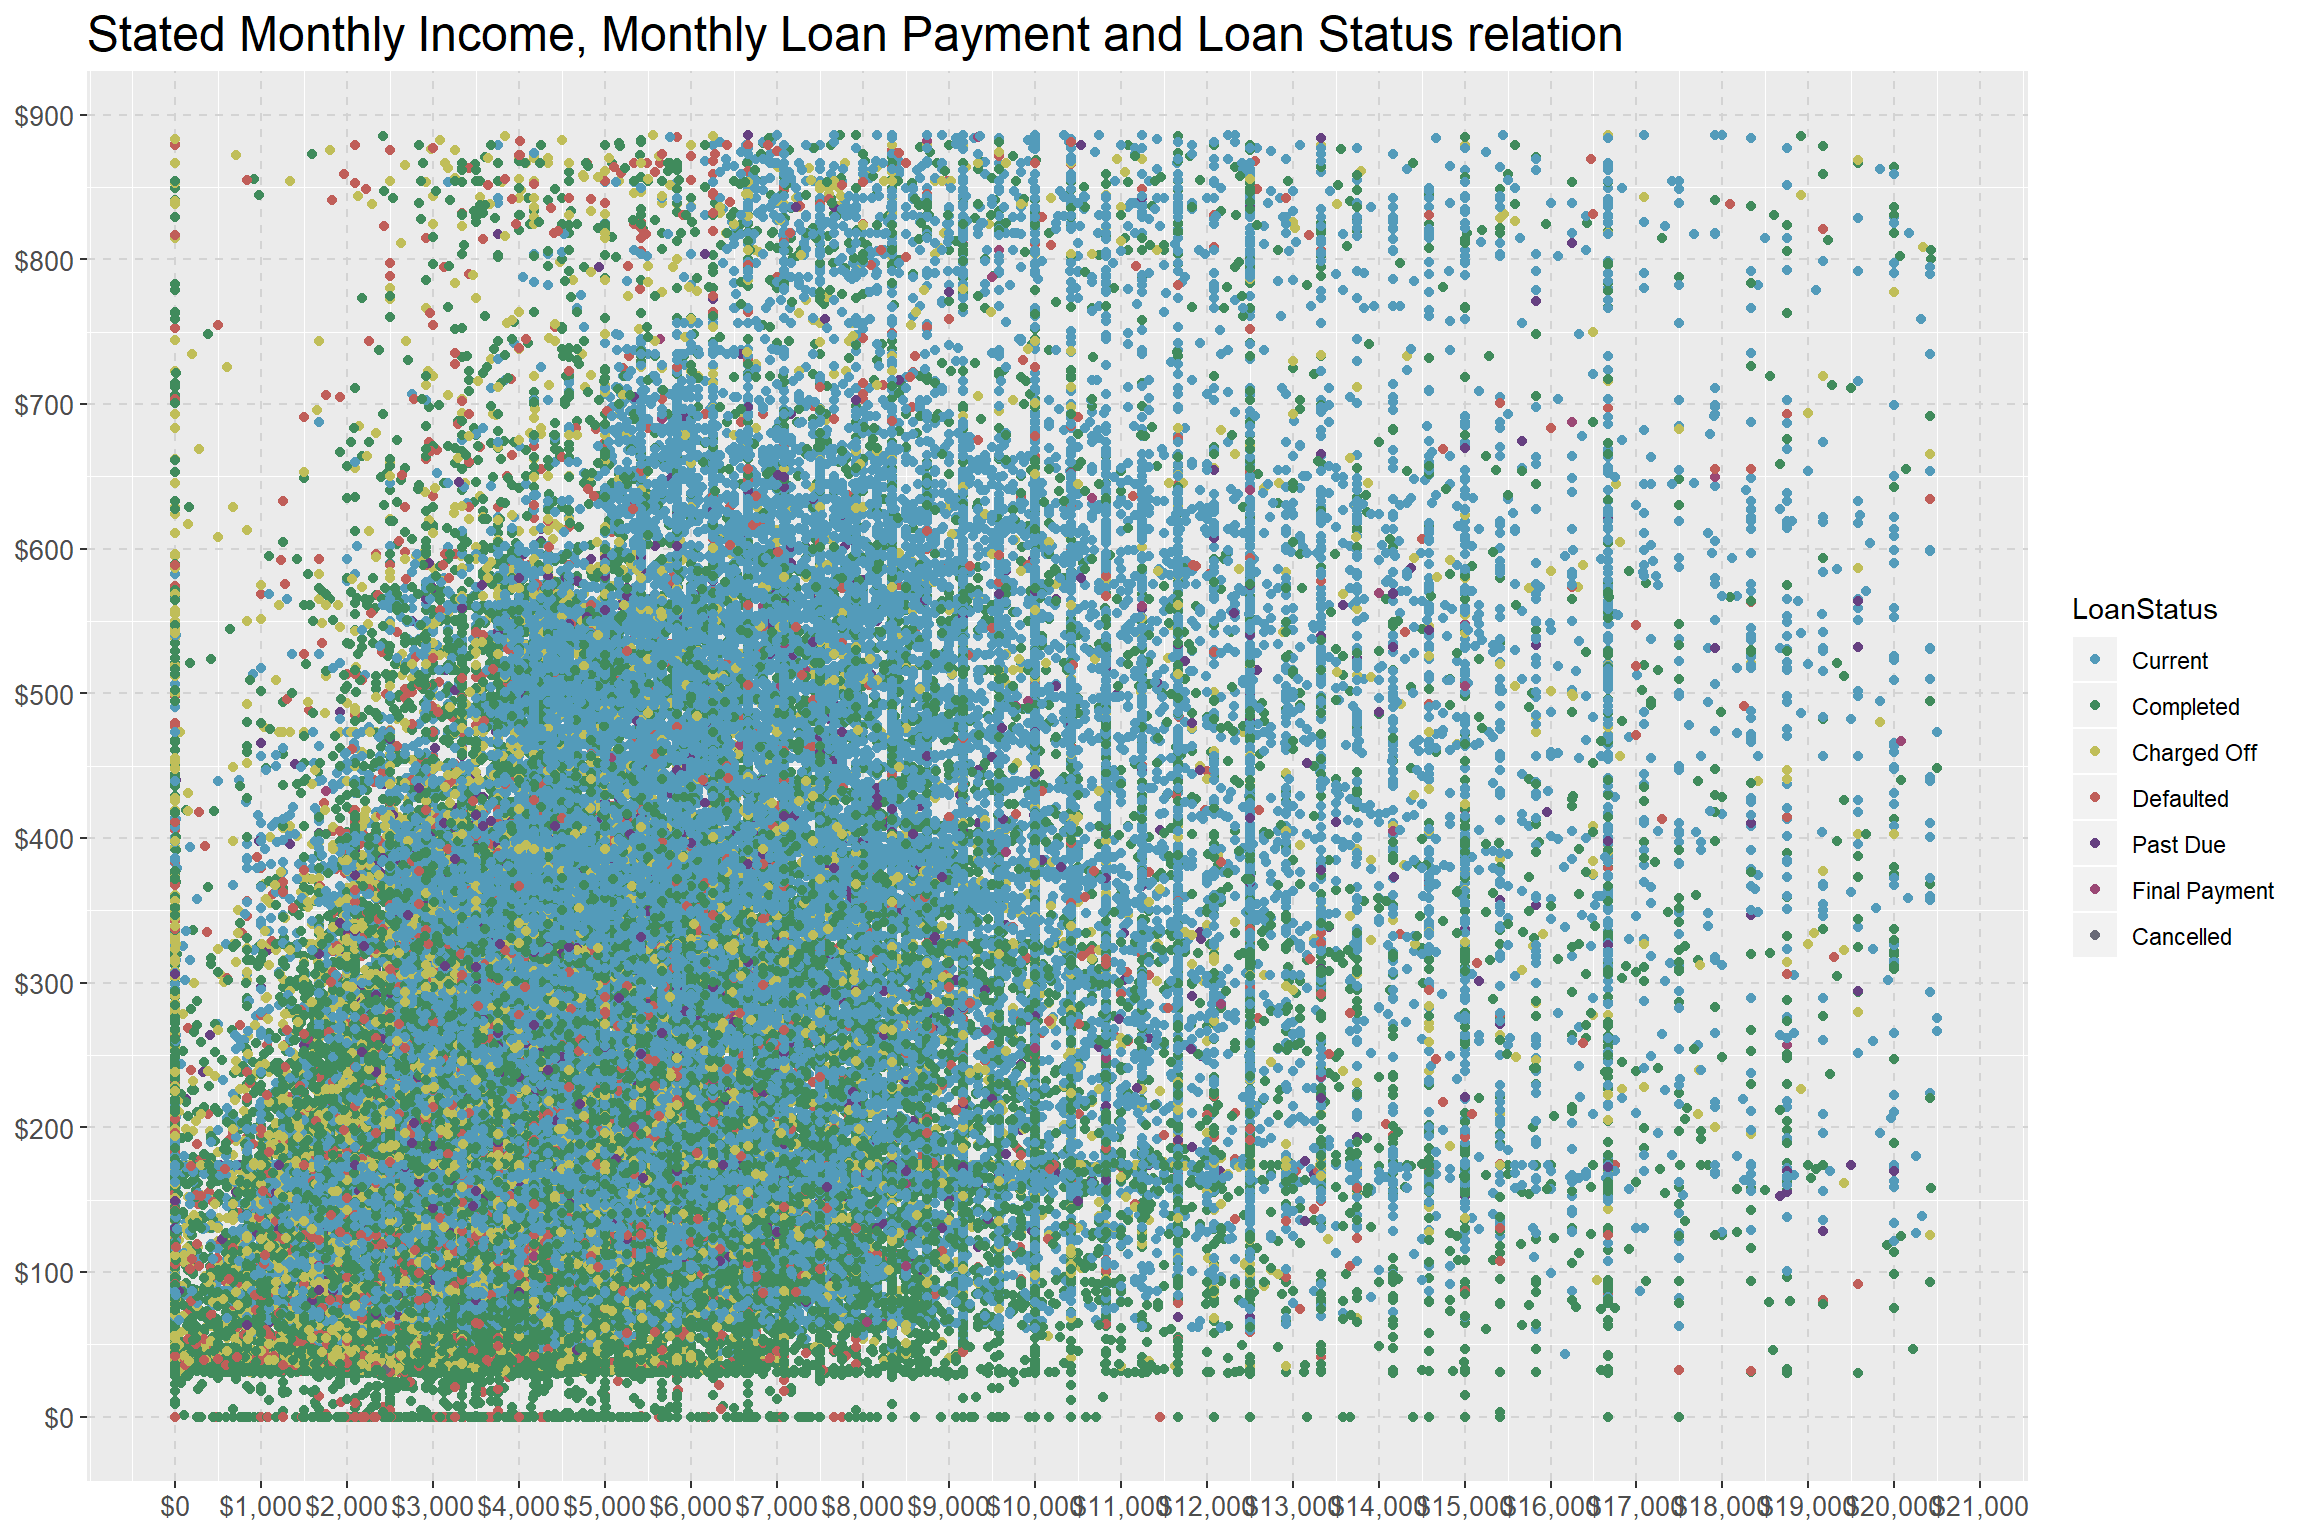 Stated Monthly Income, Monthly Loan Payment and Loan Status relation
$900
$800
$700
$600
$500
$400
$300
$200
$100
$0
$0 $1,000 $2,000 $3,000 $4,000 $5,000 $6,000 $7,000 $8,000 $9,000 $10,000 $11,000 $12,000 $13,000 $14,000 $15,000 $16,000 $17,000 $18,000 $19,000 $20,000 $21,000
LoanStatus
Current
Completed
Charged Off
Defaulted
Past Due
Final Payment
Cancelled